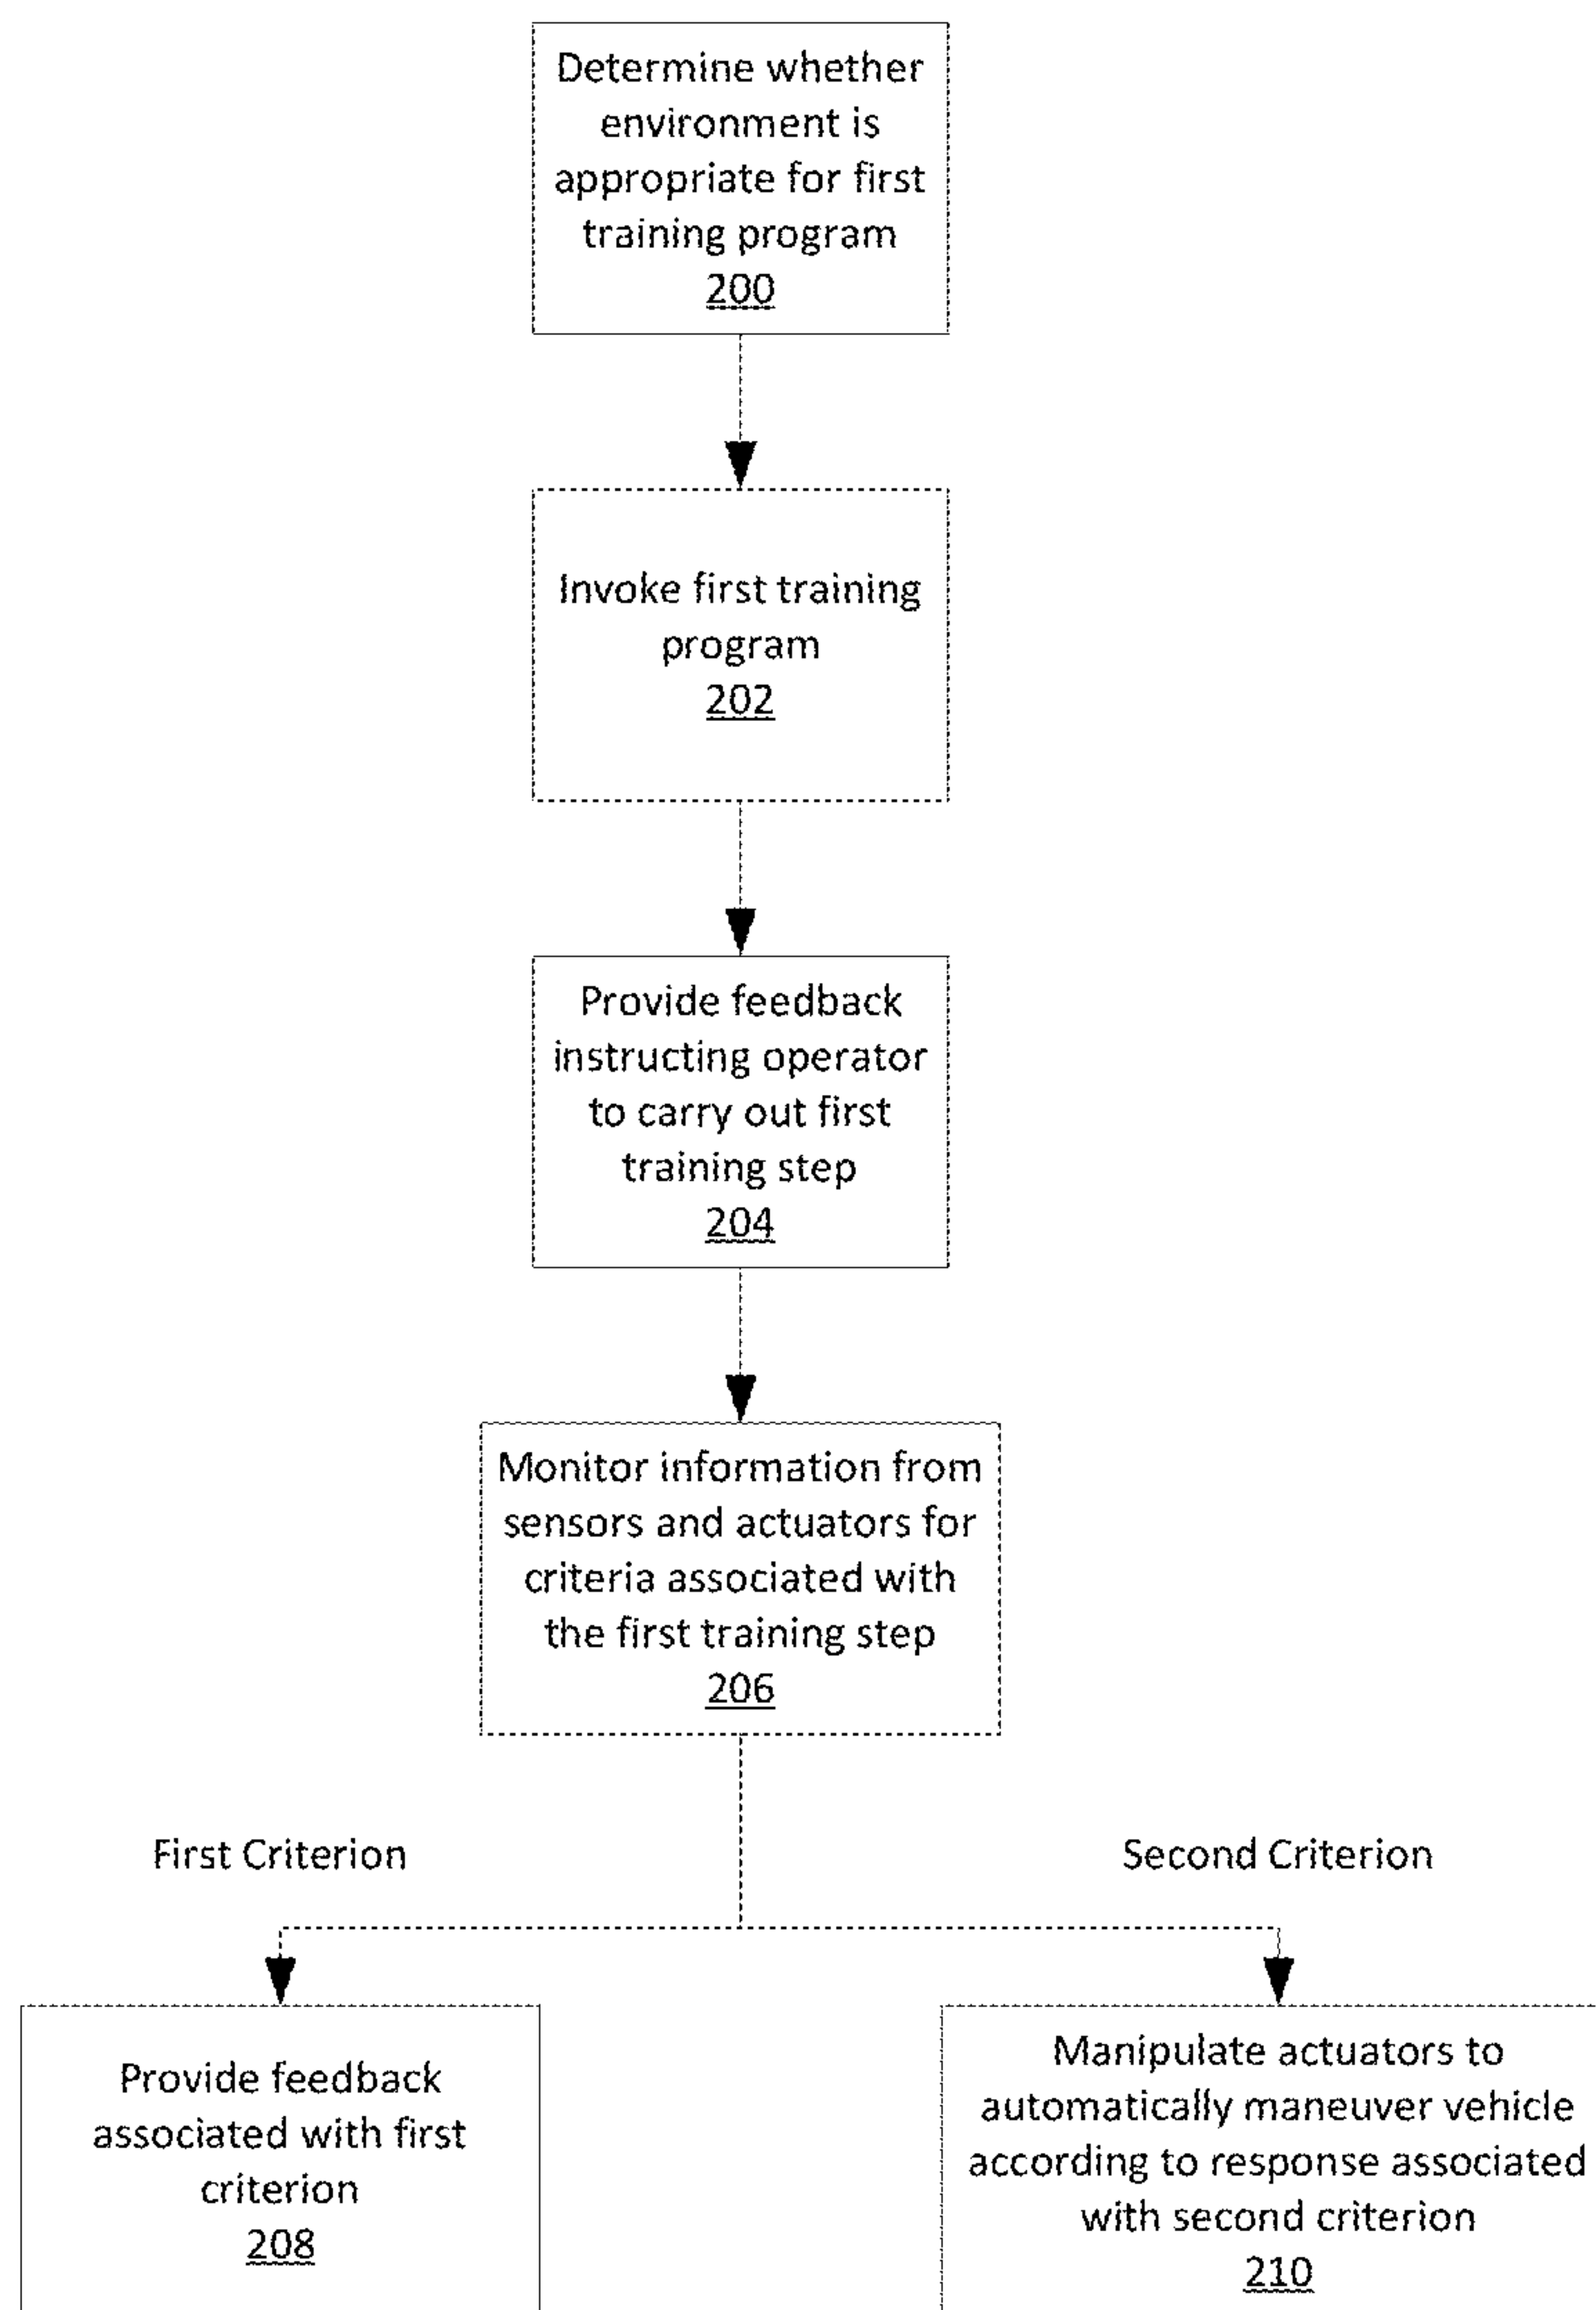 Determine whether
environment is
appropriate for first
training program
200
Invoke first training
program
202
Provide feedback
instructing operator
to carry out first
training step
204
Monitor information from
sensors and actuators for
criteria associated with
the first training step
206
First Criterion
Second Criterion
Provide feedback
associated with first
criterion
208
Manipulate actuators to
automatically maneuver vehicle
according to response associated
with second criterion
210